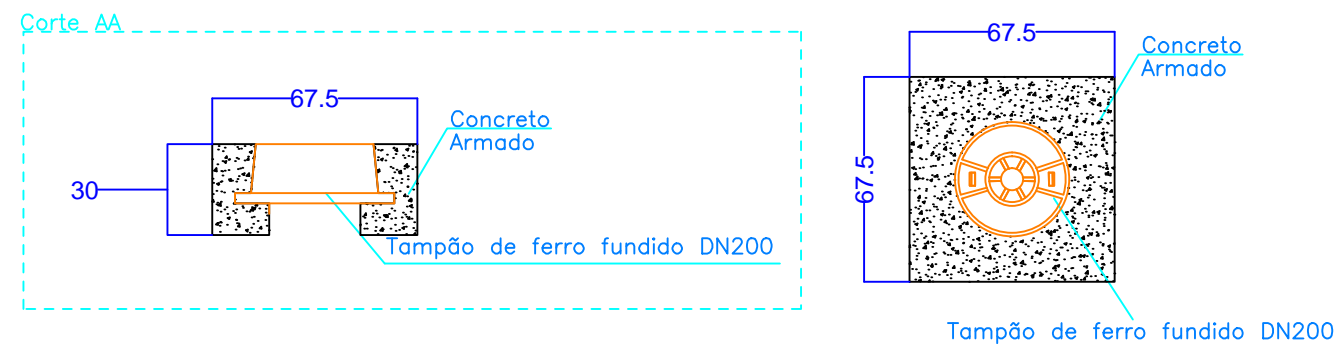 Corte AA
67.5
Concreto
Armado
30
Tampão de ferro fundido DN200
67.5
Concreto
Armado
67.5
Tampão de ferro fundido DN200